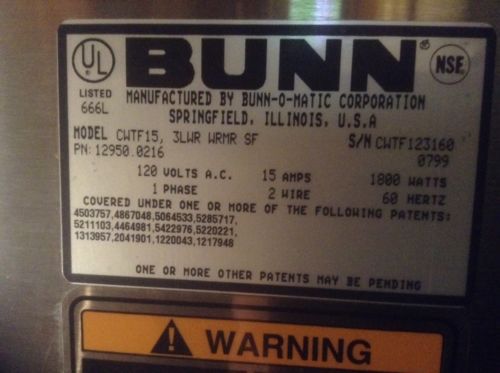 UL
LISTED
666L
BUNN®
NSF.
MANUFACTURED BY BUNN-O-MATIC CORPORATION
SPRINGFIELD, ILLINOIS, U.S.A
MODEL CWTF15, 3LWR WRMR SF
S/N CWTF123160
PN: 12950.0216
0799
120 VOLTS A.C. 15 AMPS 1800 WATTS
1 PHASE 2 WIRE 60 HERTZ
COVERED UNDER ONE OR MORE OF THE FOLLOWING PATENTS:
4503757,4867048,5064533,5285717,
5211103,4464981,5422976,5220221,
1313957,2041901,1220043,1217948
ONE OR MORE OTHER PATENTS MAY BE PENDING
WARNING